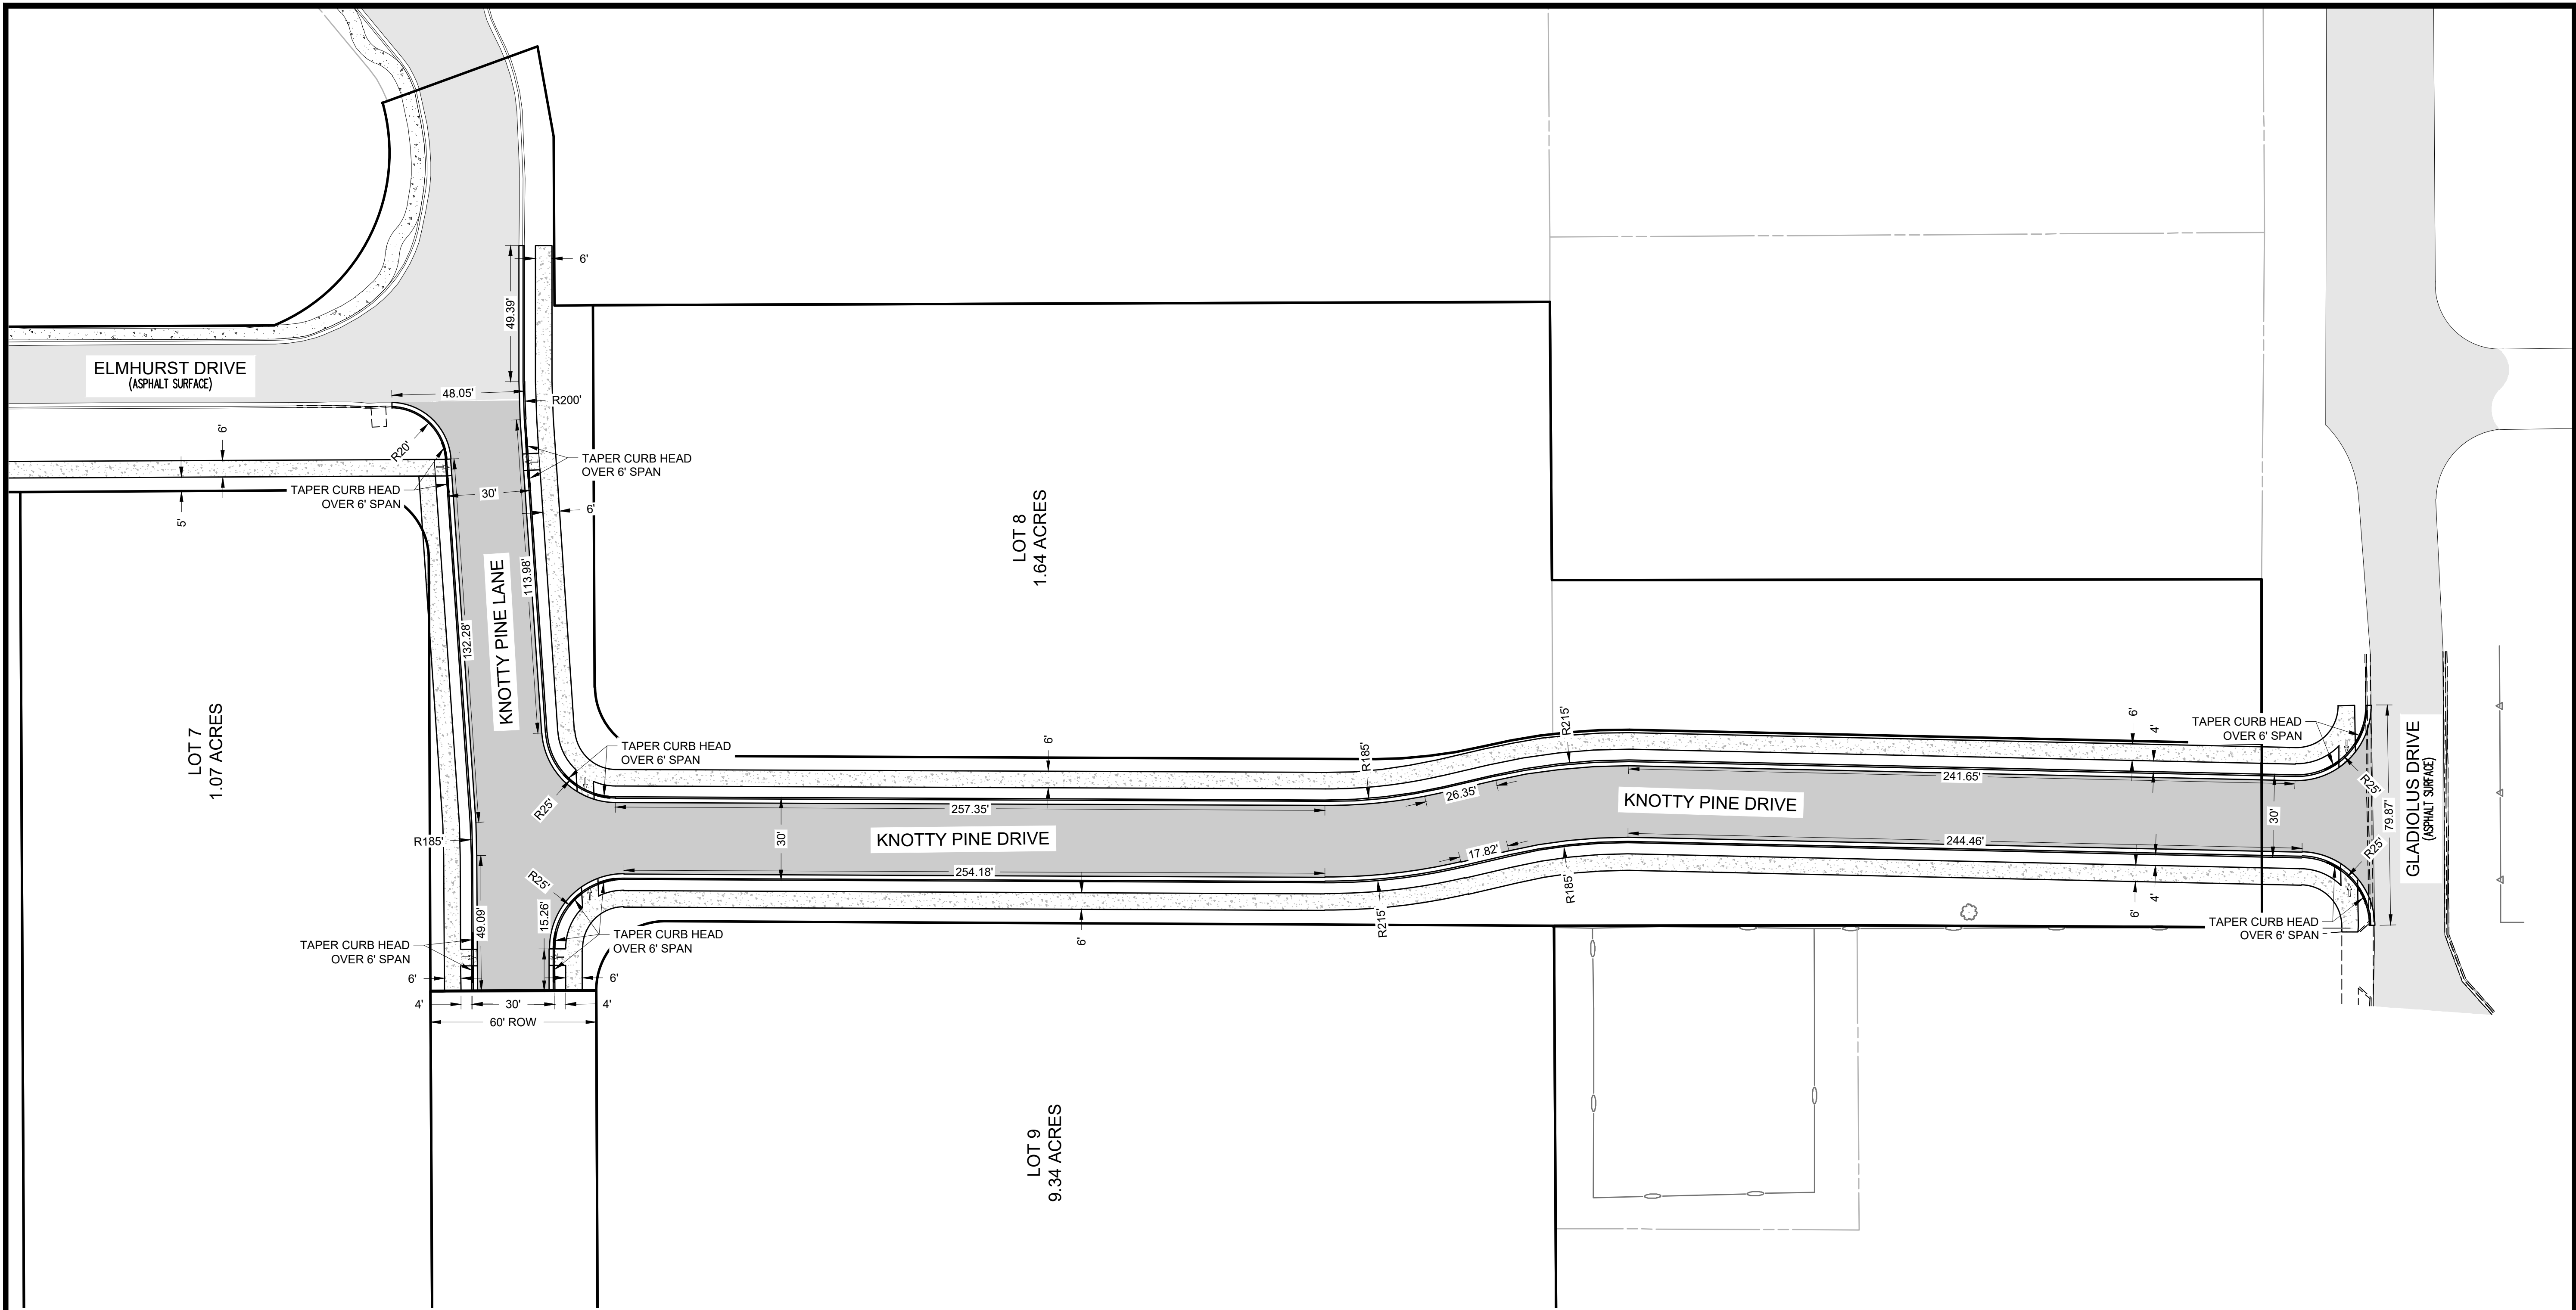 6'
49.39'
ELMHURST DRIVE
(ASPHALT SURFACE)
48.05'
R200'
6'
R20'
TAPER CURB HEAD
OVER 6' SPAN
TAPER CURB HEAD
OVER 6' SPAN
30'
5'
6'
LOT 8
1.64 ACRES
KNOTTY PINE LANE
113.98'
132.28'
LOT 7
1.07 ACRES
TAPER CURB HEAD
OVER 6' SPAN
6'
R185'
R215'
6'
4'
TAPER CURB HEAD
OVER 6' SPAN
R25'
257.35'
26.35'
241.65'
R25'
KNOTTY PINE DRIVE
30'
KNOTTY PINE DRIVE
30'
79.87'
GLADIOLUS DRIVE
(ASPHALT SURFACE)
R185'
R25'
254.18'
17.82'
244.46'
R25'
49.09'
15.26'
6'
R215'
R185'
6'
4'
TAPER CURB HEAD
OVER 6' SPAN
TAPER CURB HEAD
OVER 6' SPAN
TAPER CURB HEAD
OVER 6' SPAN
6'
6'
4'
30'
4'
60' ROW
LOT 9
9.34 ACRES